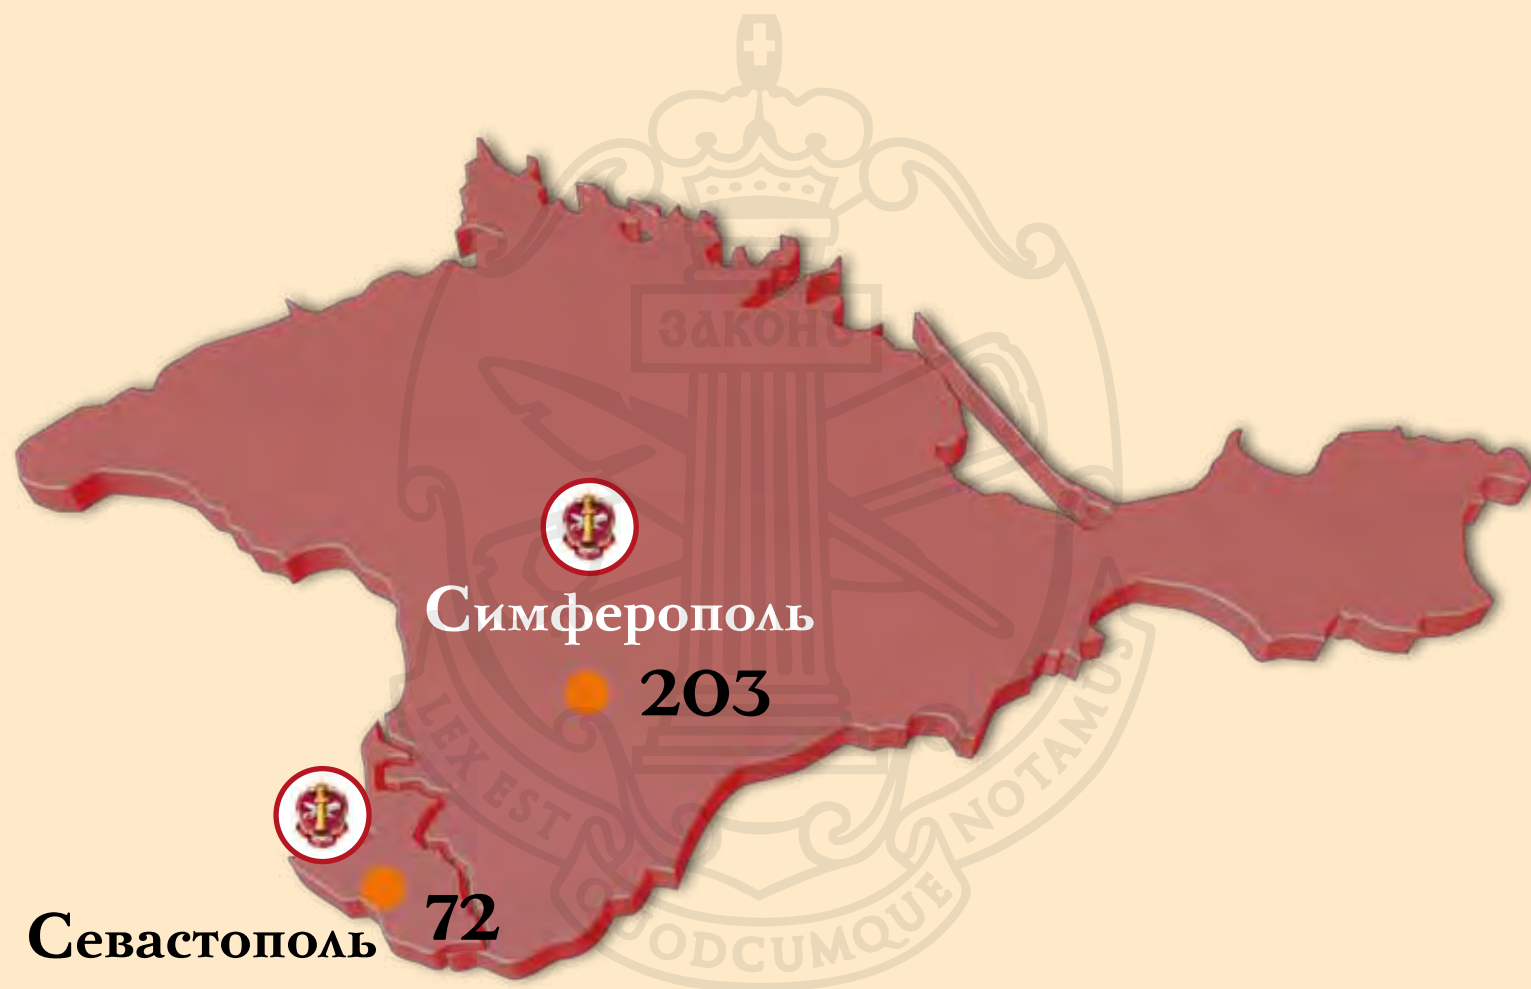 ЗАКОНЪ
Симферополь
203
72
Севастополь
LEX EST QUODCUMQUE NOTAMUS